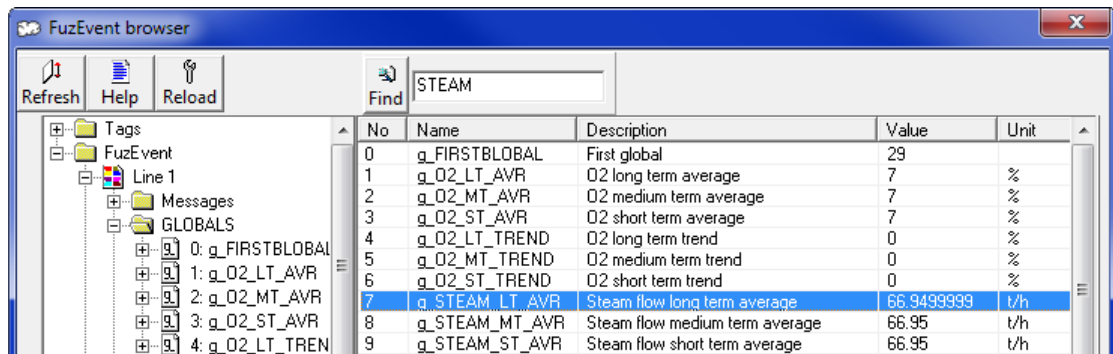 FuzEvent browser
x
Refresh Help Reload Find STEAM
Tags
FuzEvent
Line 1
Messages
GLOBALS
0: g_FIRSTBLOBAL
1: g_O2_LT_AVR
2: g_O2_MT_AVR
3: g_O2_ST_AVR
4: g_O2_LT_TREN
No Name Description Value Unit
0 g_FIRSTBLOBAL First global 29
1 g_O2_LT_AVR O2 long term average 7 %
2 g_O2_MT_AVR O2 medium term average 7 %
3 g_O2_ST_AVR O2 short term average 7 %
4 g_O2_LT_TREND O2 long term trend 0 %
5 g_O2_MT_TREND O2 medium term trend 0 %
6 g_O2_ST_TREND O2 short term trend 0 %
7 g_STEAM_LT_AVR Steam flow long term average 66.9499999 t/h
8 g_STEAM_MT_AVR Steam flow medium term average 66.95 t/h
9 g_STEAM_ST_AVR Steam flow short term average 66.95 t/h